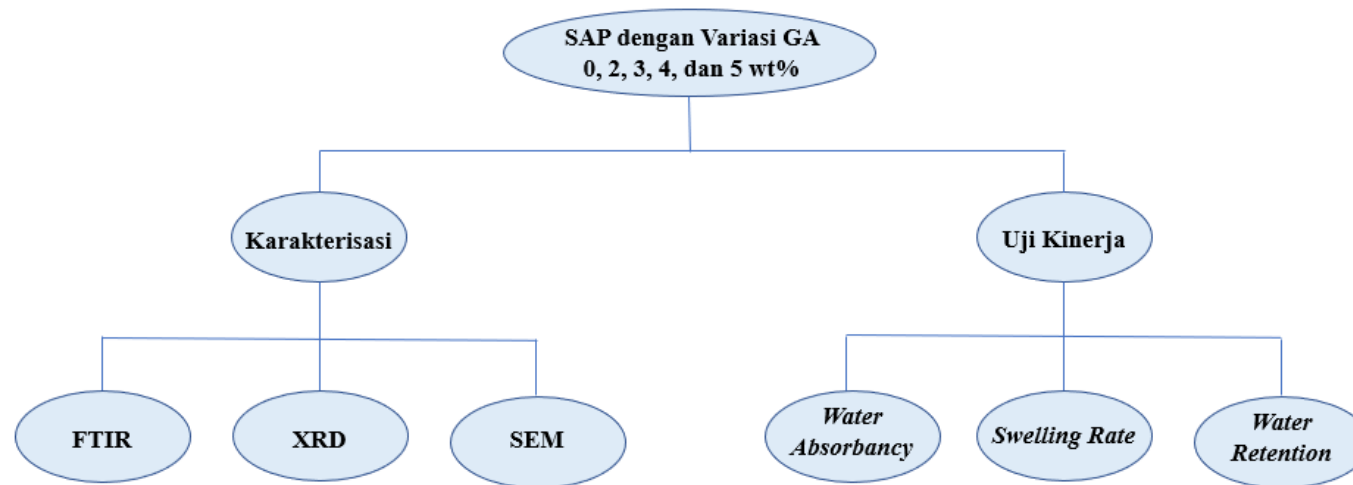 SAP dengan Variasi GA
0, 2, 3, 4, dan 5 wt%
Karakterisasi
Uji Kinerja
FTIR
XRD
SEM
Water
Absorbancy
Swelling Rate
Water
Retention